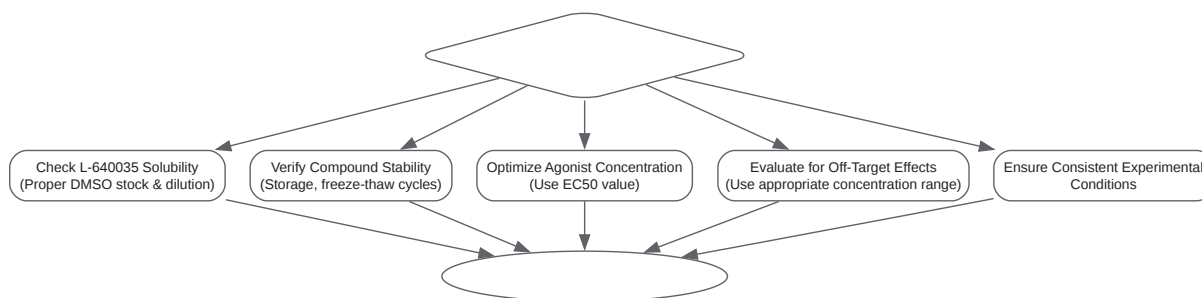 Check L-640035 Solubility
(Proper DMSO stock & dilution)
Verify Compound Stability
(Storage, freeze-thaw cycles)
Optimize Agonist Concentration
(Use EC50 value)
Evaluate for Off-Target Effects
(Use appropriate concentration range)
Ensure Consistent Experimental
Conditions